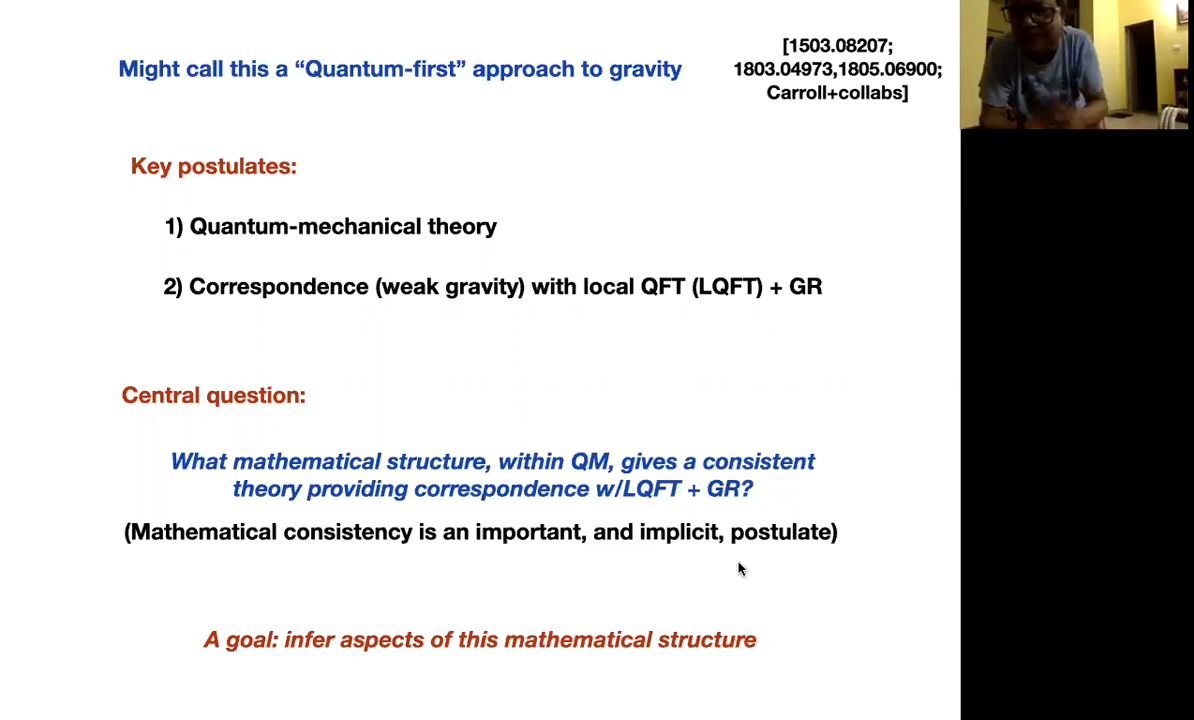 Might call this a “Quantum-first” approach to gravity
[1503.08207;
1803.04973,1805.06900;
Carroll+collabs]
Key postulates:
1) Quantum-mechanical theory
2) Correspondence (weak gravity) with local QFT (LQFT) + GR
Central question:
What mathematical structure, within QM, gives a consistent
theory providing correspondence w/LQFT + GR?
(Mathematical consistency is an important, and implicit, postulate)
A goal: infer aspects of this mathematical structure